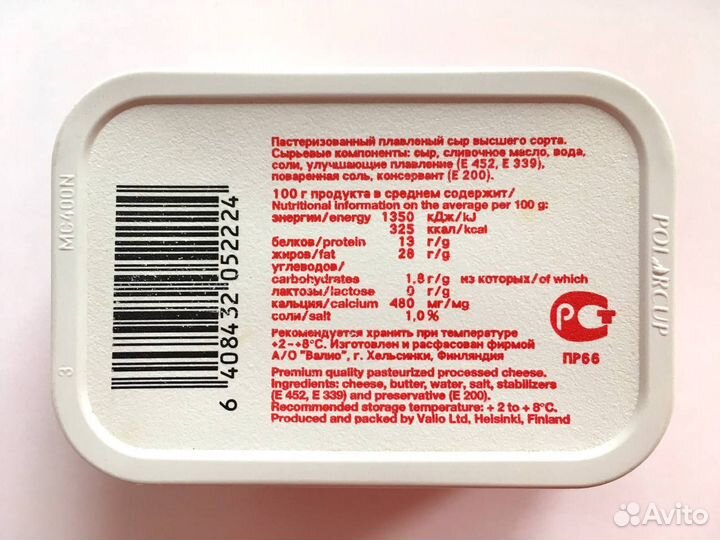 Пастеризованный плавленый сыр высшего сорта.
Сырьевые компоненты: сыр, сливочное масло, вода,
соли, улучшающие плавление (Е 452, Е 339),
поваренная соль, консервант (Е 200).
100 г продукта в среднем содержит/
Nutritional information on the average per 100 g:
энергии/energy 1350 кДж/kJ
325 ккал/kcal
белков/protein 13 г/g
жиров/fat 28 г/g
углеводов/
carbohydrates 1,8 г/g из которых/of which
лактозы/lactose 0 г/g
кальция/calcium 480 мг/mg
соли/salt 1,0%
Рекомендуется хранить при температуре
+2-+8°C. Изготовлен и расфасован фирмой
А/О "Валио", г. Хельсинки, Финляндия
Premium quality pasteurized processed cheese.
Ingredients: cheese, butter, water, salt, stabilizers
(E 452, E 339) and preservative (E 200).
Recommended storage temperature: + 2 to + 8°C.
Produced and packed by Valio Ltd, Helsinki, Finland
РСТ
ПР66
6 408432 052224
MC400N
3
POLARCUP
Avito